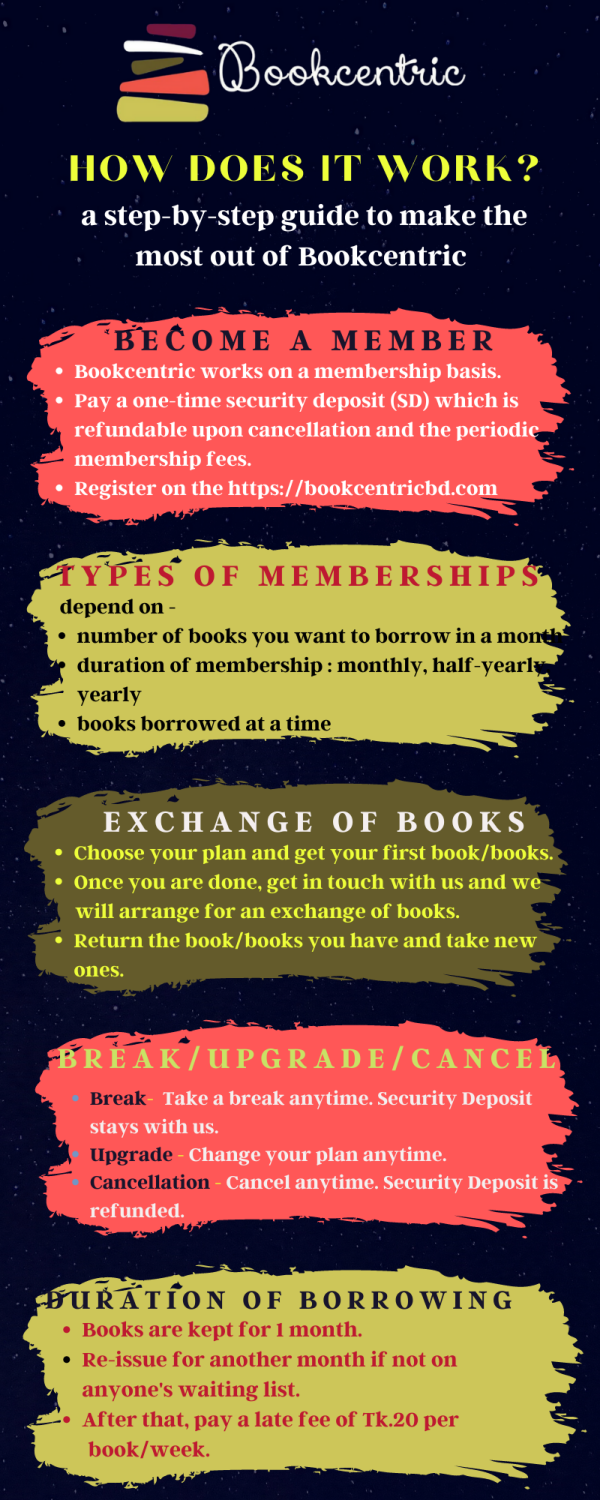 Bookcentric
HOW DOES IT WORK?
a step-by-step guide to make the
most out of Bookcentric
BECOME A MEMBER
• Bookcentric works on a membership basis.
• Pay a one-time security deposit (SD) which is
refundable upon cancellation and the periodic
membership fees.
• Register on the https://bookcentricbd.com
TYPES OF MEMBERSHIPS
depend on -
• number of books you want to borrow in a month
• duration of membership : monthly, half-yearly,
yearly
• books borrowed at a time
EXCHANGE OF BOOKS
• Choose your plan and get your first book/books.
• Once you are done, get in touch with us and we
will arrange for an exchange of books.
• Return the book/books you have and take new
ones.
BREAK/UPGRADE/CANCEL
• Break- Take a break anytime. Security Deposit
stays with us.
• Upgrade - Change your plan anytime.
• Cancellation - Cancel anytime. Security Deposit is
refunded.
DURATION OF BORROWING
• Books are kept for 1 month.
• Re-issue for another month if not on
anyone's waiting list.
• After that, pay a late fee of Tk.20 per
book/week.